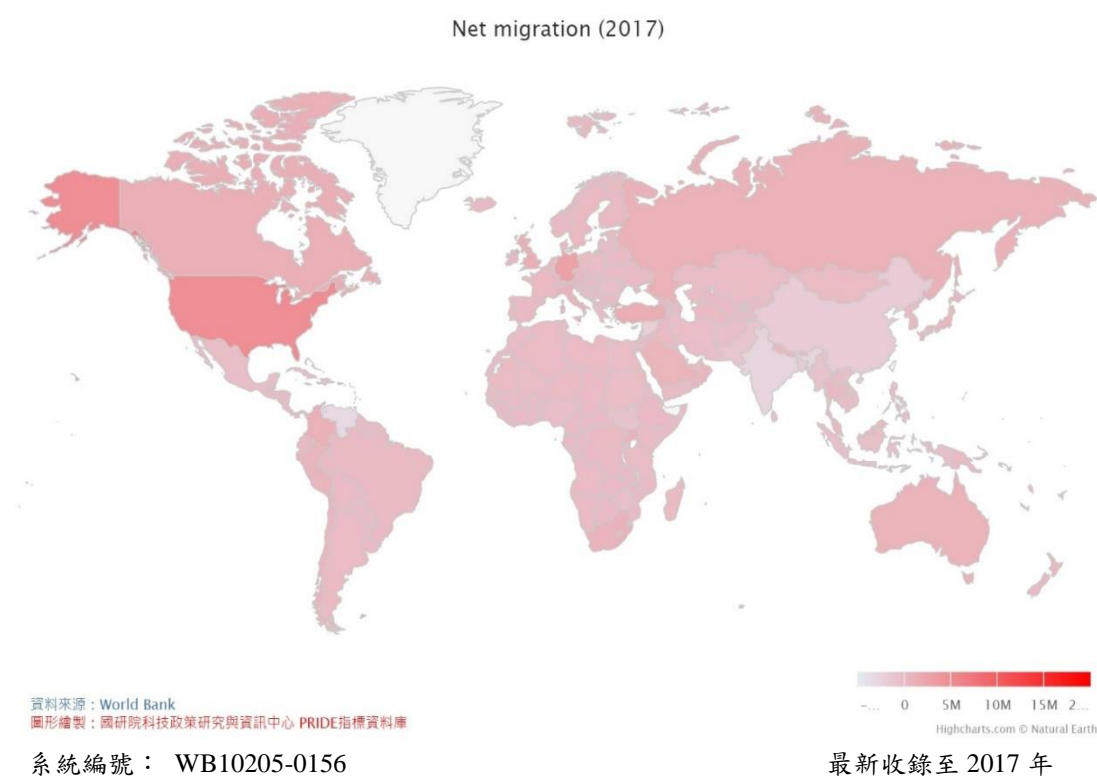 Net migration (2017)
-... 0 5M 10M 15M 2...
資料來源：World Bank
圖形繪製：國研院科技政策研究與資訊中心 PRIDE指標資料庫
Highcharts.com © Natural Earth
系統編號： WB10205-0156
最新收錄至 2017 年